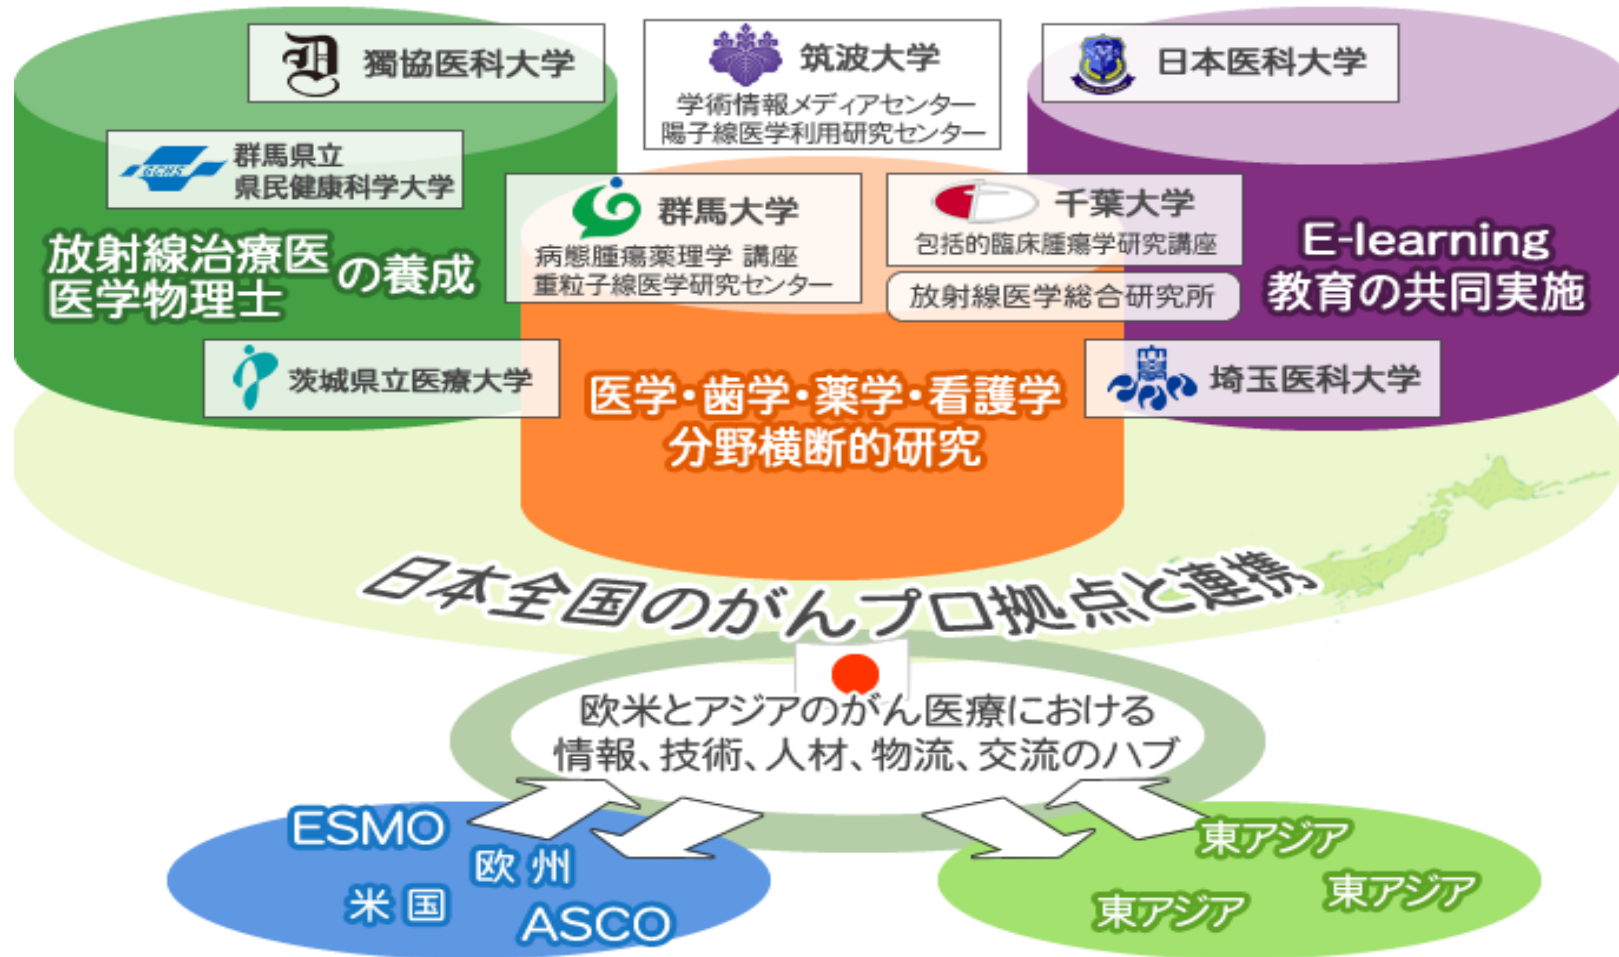 獨協医科大学
筑波大学
学術情報メディアセンター
陽子線医学利用研究センター
日本医科大学
GCHS
群馬県立
県民健康科学大学
群馬大学
病態腫瘍薬理学 講座
重粒子線医学研究センター
千葉大学
包括的臨床腫瘍学研究講座
放射線医学総合研究所
放射線治療医
医学物理士
の養成
E-learning
教育の共同実施
茨城県立医療大学
埼玉医科大学
医学・歯学・薬学・看護学
分野横断的研究
日本全国のがんプロ拠点と連携
欧米とアジアのがん医療における
情報、技術、人材、物流、交流のハブ
ESMO
欧州
米国
ASCO
東アジア
東アジア
東アジア